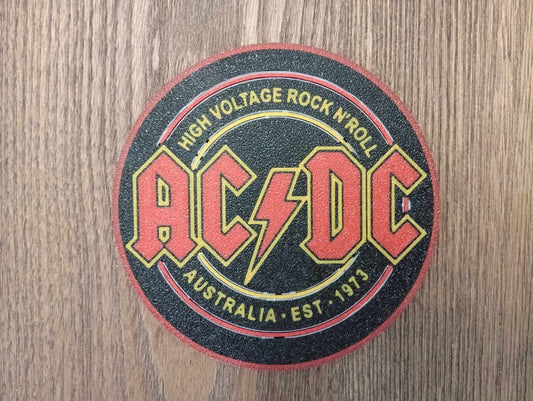 HIGH VOLTAGE ROCK N'ROLL
AC⚡DC
AUSTRALIA · EST · 1973